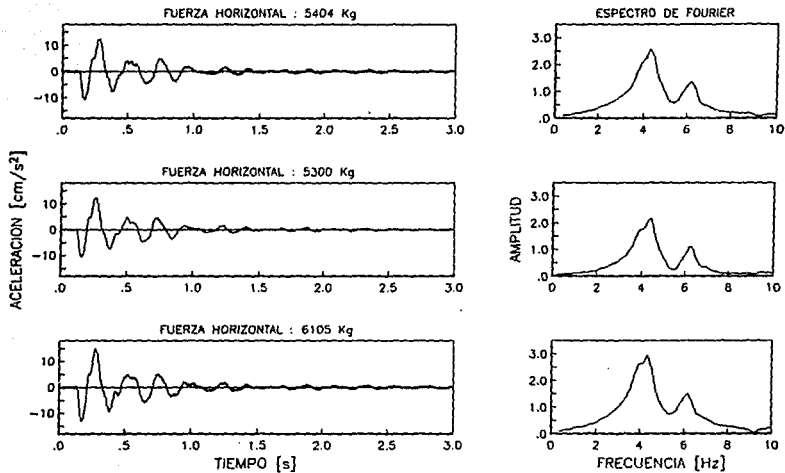 FUERZA HORIZONTAL : 5404 Kg
ESPECTRO DE FOURIER
10
0
-10
.0 .5 1.0 1.5 2.0 2.5 3.0
3.0
2.0
1.0
.0
0 2 4 6 8 10
FUERZA HORIZONTAL : 5300 Kg
10
0
-10
.0 .5 1.0 1.5 2.0 2.5 3.0
3.0
2.0
1.0
.0
0 2 4 6 8 10
ACELERACION [cm/s²]
AMPLITUD
FUERZA HORIZONTAL : 6105 Kg
10
0
-10
.0 .5 1.0 1.5 2.0 2.5 3.0
TIEMPO [s]
3.0
2.0
1.0
.0
0 2 4 6 8 10
FRECUENCIA [Hz]